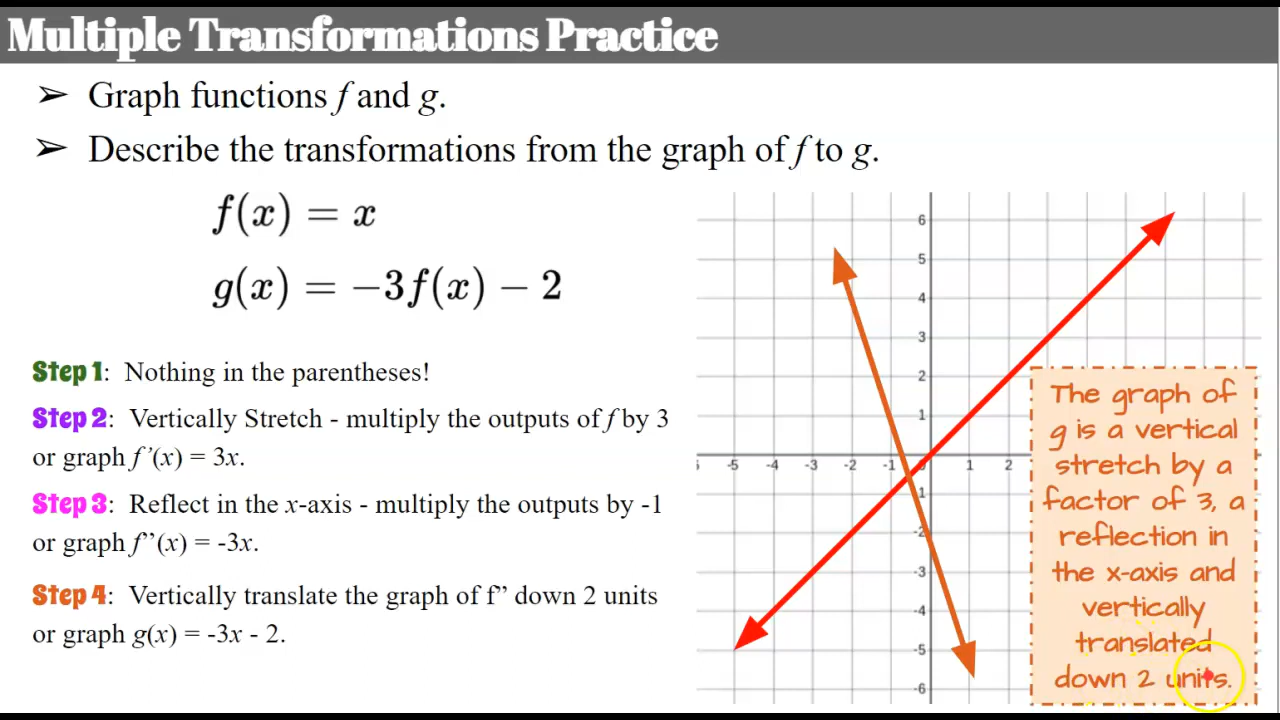 Multiple Transformations Practice
➢ Graph functions f and g.
➢ Describe the transformations from the graph of f to g.
f(x) = x
g(x) = −3f(x) − 2
Step 1: Nothing in the parentheses!
Step 2: Vertically Stretch - multiply the outputs of f by 3
or graph f'(x) = 3x.
Step 3: Reflect in the x-axis - multiply the outputs by -1
or graph f”(x) = -3x.
Step 4: Vertically translate the graph of f” down 2 units
or graph g(x) = -3x - 2.
6
5
4
3
2
1
-5 -4 -3 -2 -1 0 1 2
1
-2
-3
-4
-5
-6
The graph of
g is a vertical
stretch by a
factor of 3, a
reflection in
the x-axis and
vertically
translated
down 2 units.